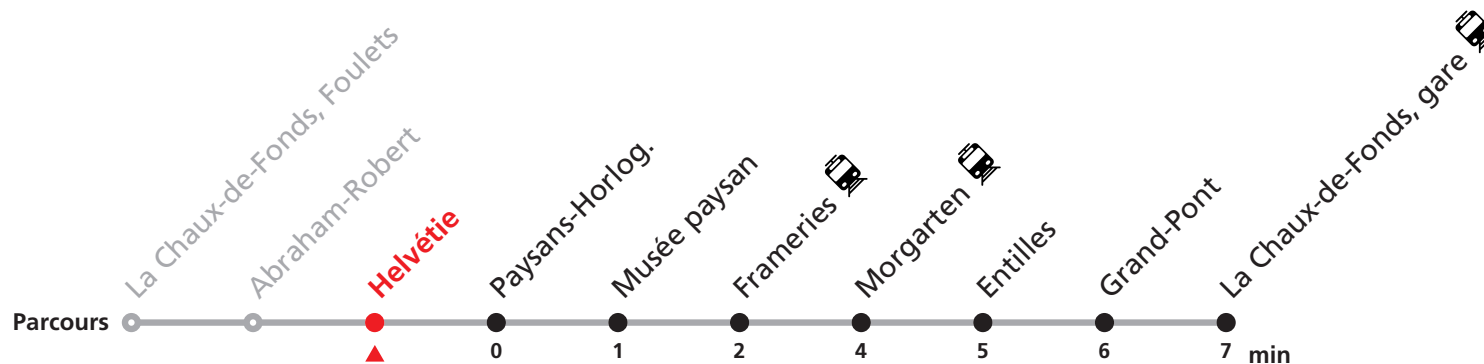 La Chaux-de-Fonds, Foulets
Abraham-Robert
Helvétie
Paysans-Horlog.
Musée paysan
Frameries
Morgarten
Entilles
Grand-Pont
La Chaux-de-Fonds, gare
Parcours
0 1 2 4 5 6 7 min